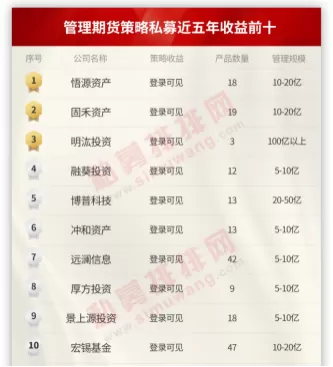 管理期货策略私募近五年收益前十
序号 公司名称 策略收益 产品数量 管理规模
1 悟源资产 登录可见 18 10-20亿
2 固禾资产 登录可见 19 10-20亿
3 明汯投资 登录可见 3 100亿以上
4 融葵投资 登录可见 12 5-10亿
5 博普科技 登录可见 13 20-50亿
6 冲和资产 登录可见 13 5-10亿
7 远澜信息 登录可见 42 5-10亿
8 厚方投资 登录可见 9 5-10亿
9 景上源投资 登录可见 18 5-10亿
10 宏锡基金 登录可见 47 10-20亿
私募排排网
www.simuwang.com
私募排排网
www.simuwang.com